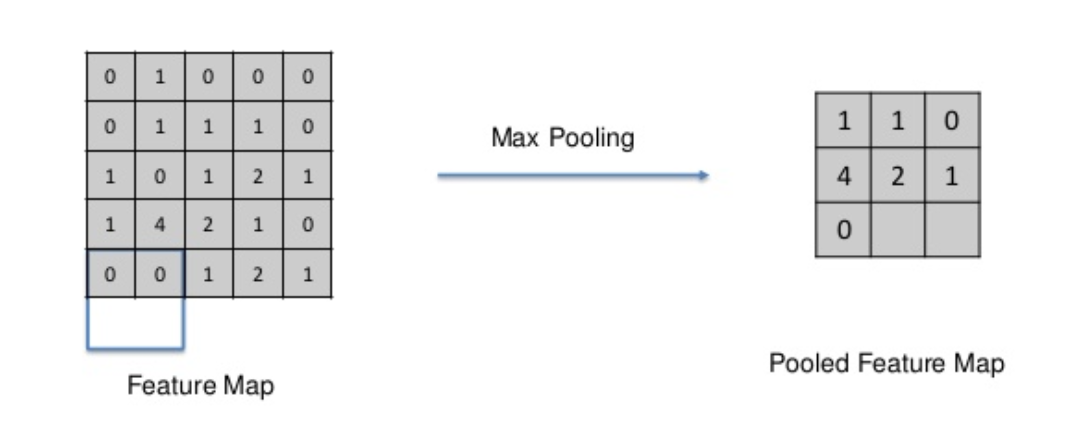 0 1 0 0 0
0 1 1 1 0
1 0 1 2 1
1 4 2 1 0
0 0 1 2 1
Feature Map
Max Pooling
1 1 0
4 2 1
0
Pooled Feature Map